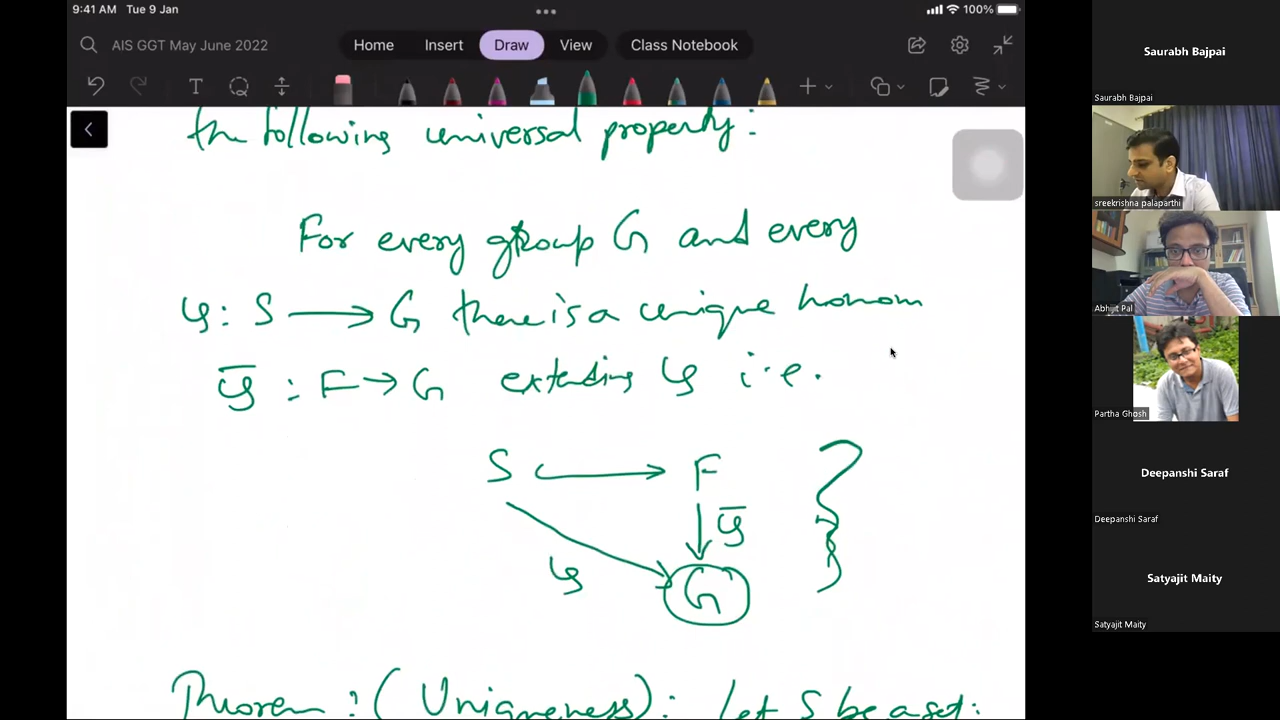 9:41 AM Tue 9 Jan
100%
AIS GGT May June 2022
Home Insert Draw View Class Notebook
the following universal property:
For every group G and every
φ: S ⟶ G there is a unique homom
φ̅ : F → G extending φ i.e.
S F
φ̅
φ G
Theorem : (Uniqueness) : Let S be a set:
Saurabh Bajpai
Saurabh Bajpai
sreekrishna palaparthi
Abhijit Pal
Partha Ghosh
Deepanshi Saraf
Deepanshi Saraf
Satyajit Maity
Satyajit Maity